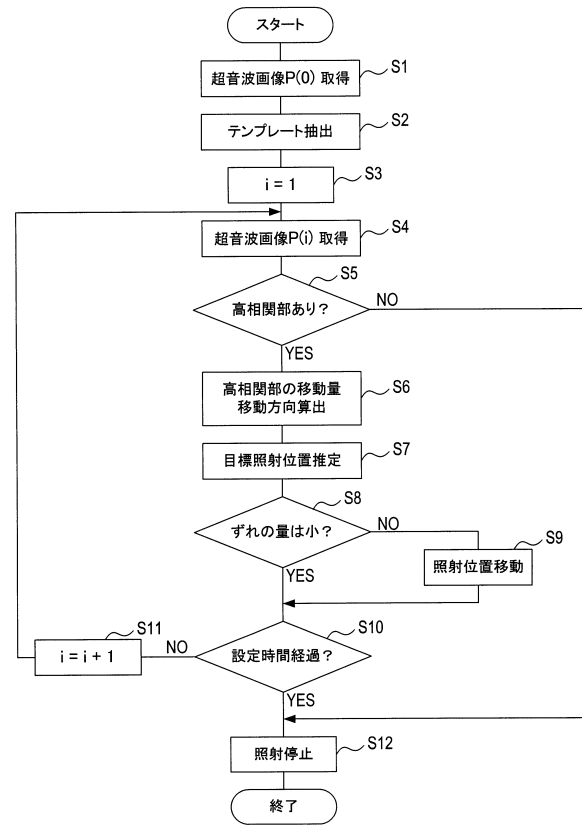 スタート
超音波画像P(0) 取得
S1
テンプレート抽出
S2
i = 1
S3
超音波画像P(i) 取得
S4
高相関部あり？
S5
NO
YES
高相関部の移動量
移動方向算出
S6
目標照射位置推定
S7
ずれの量は小？
S8
NO
照射位置移動
S9
YES
設定時間経過？
S10
NO
i = i + 1
S11
YES
照射停止
S12
終了